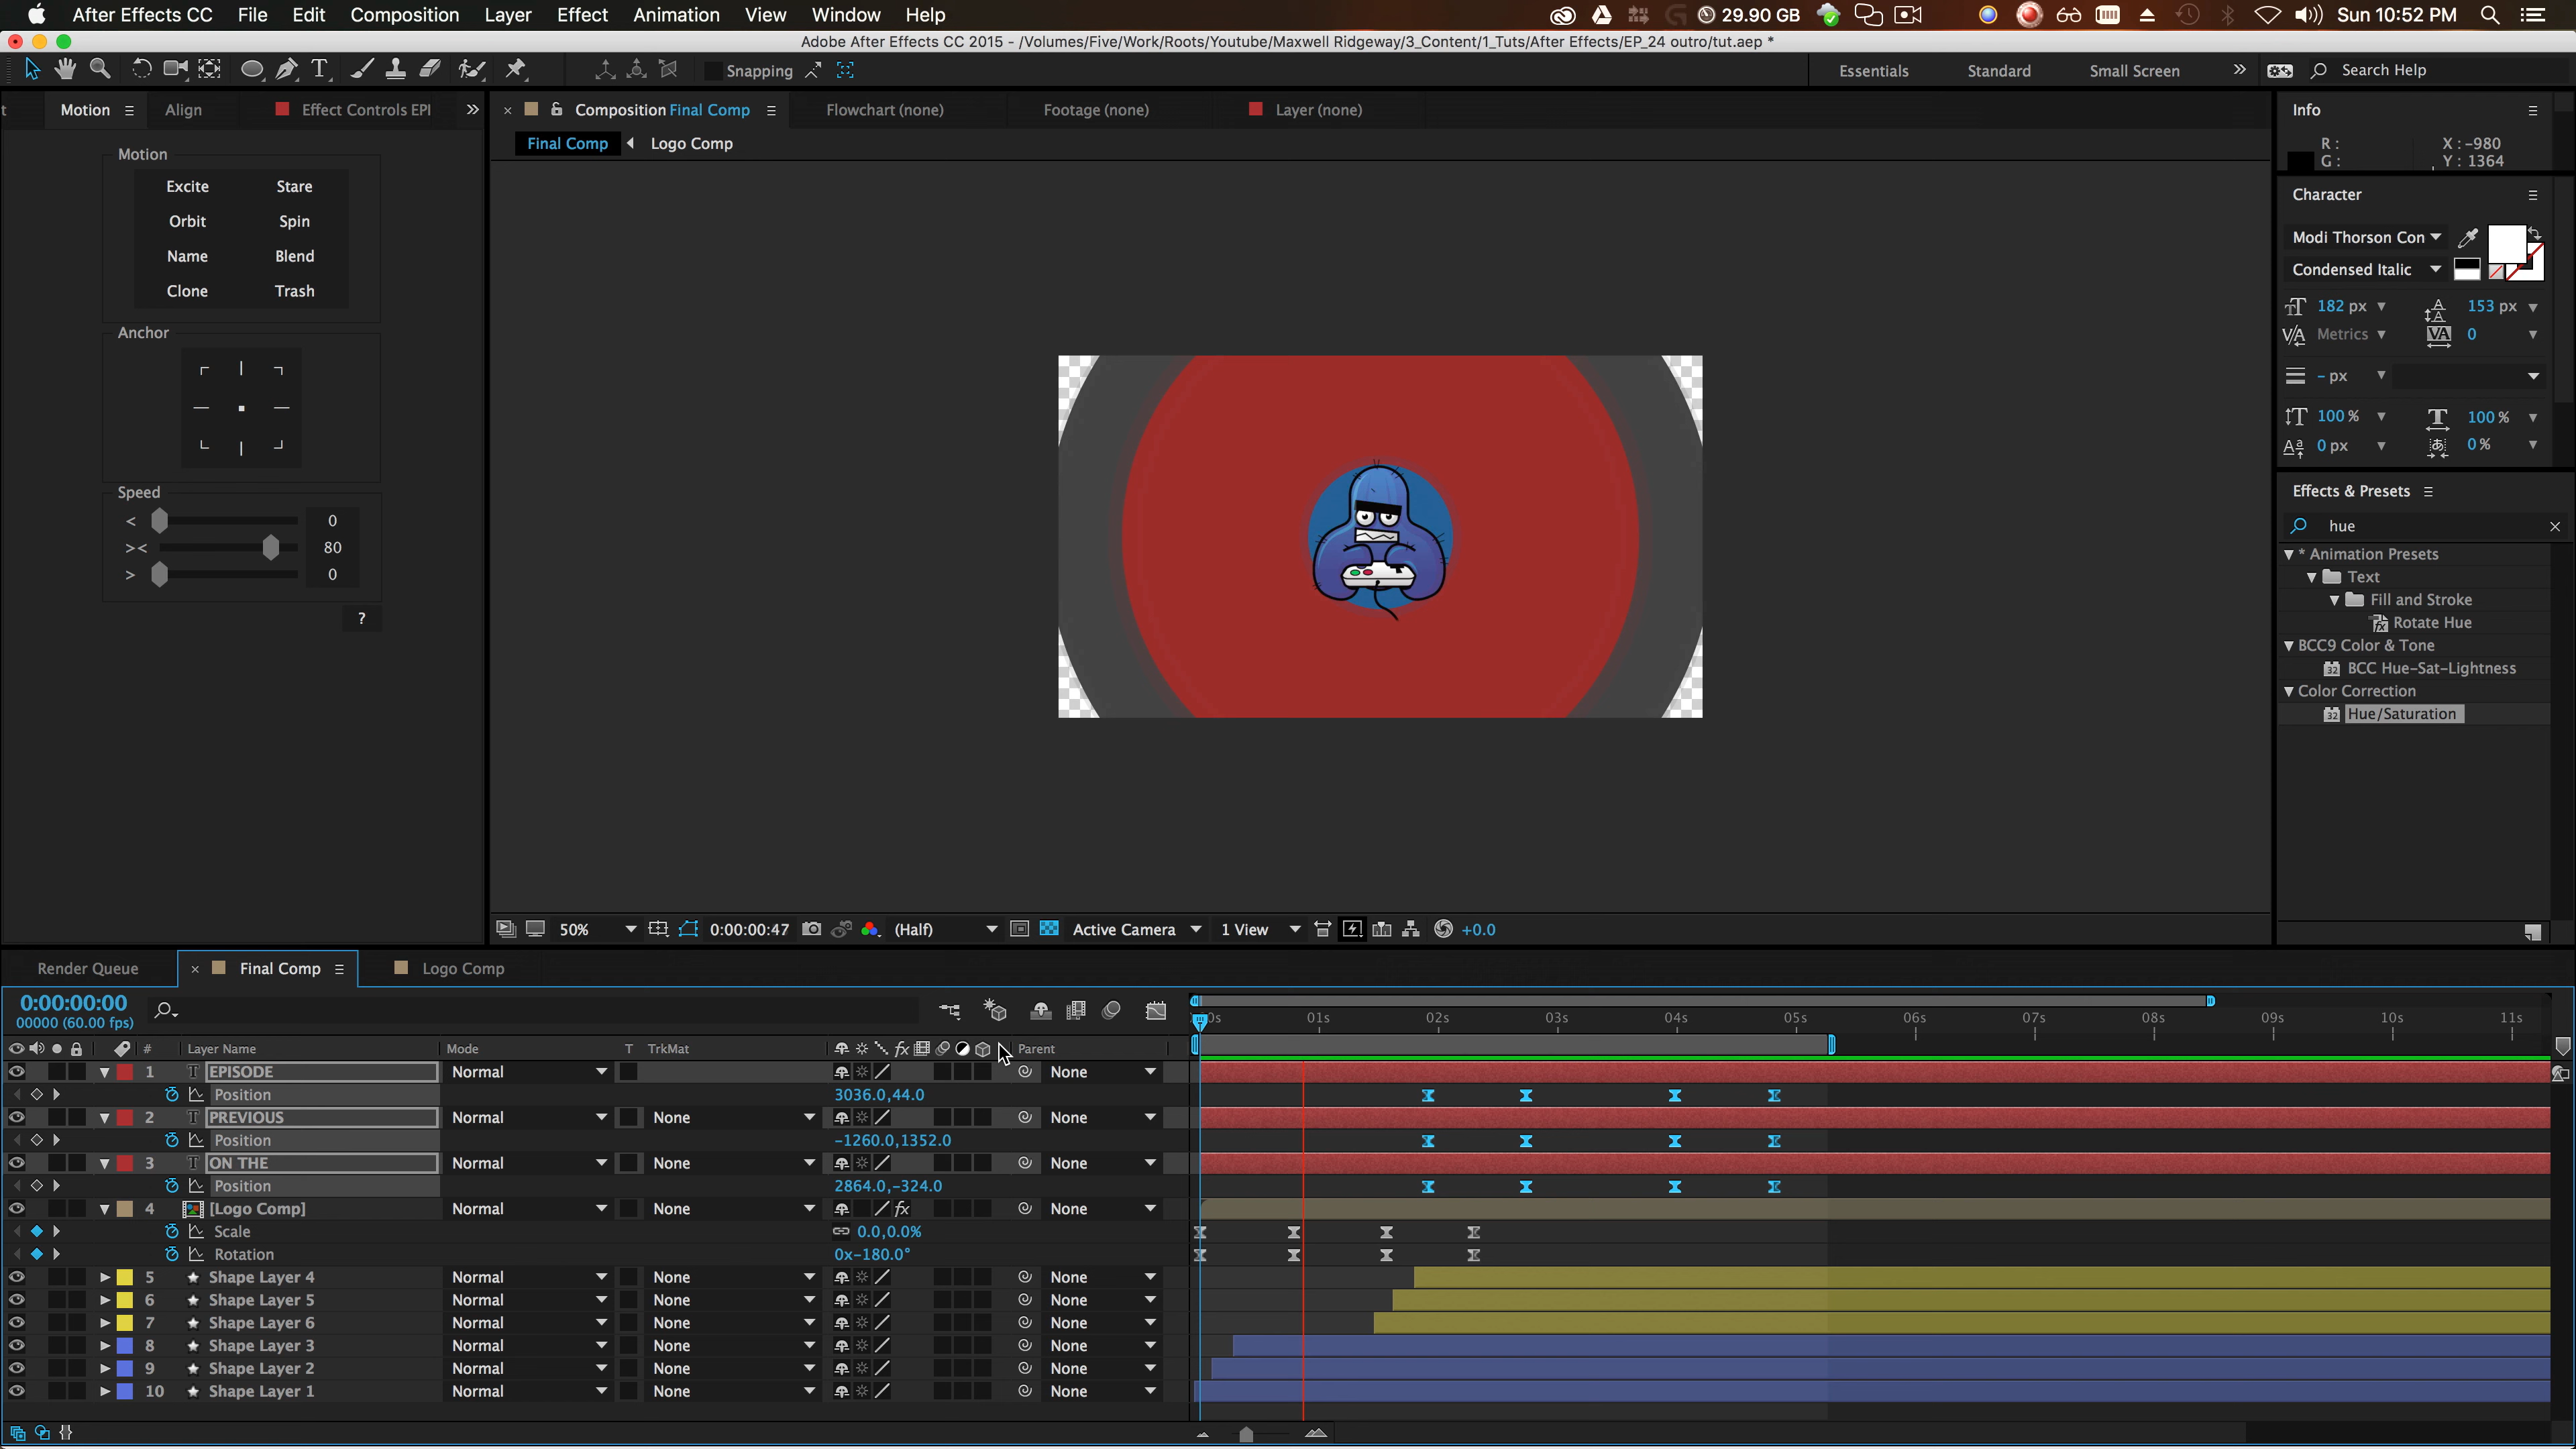 After Effects CC File Edit Composition Layer Effect Animation View Window Help 29.90 GB Sun 10:52 PM
Adobe After Effects CC 2015 - /Volumes/Five/Work/Roots/Youtube/Maxwell Ridgeway/3_Content/1_Tuts/After Effects/EP_24 outro/tut.aep *
Snapping Essentials Standard Small Screen Search Help
t Motion Align Effect Controls EPI
Motion
Excite Stare
Orbit Spin
Name Blend
Clone Trash
Anchor
Speed
< 0
>< 80
> 0
?
Composition Final Comp Flowchart (none) Footage (none) Layer (none)
Final Comp Logo Comp
50% 0:00:00:47 (Half) Active Camera 1 View +0.0
Info
R: X: -980
G: Y: 1364
Character
Modi Thorson Con
Condensed Italic
182 px 153 px
Metrics 0
- px
100 % 100 %
0 px 0 %
Effects & Presets
hue
* Animation Presets
Text
Fill and Stroke
Rotate Hue
BCC9 Color & Tone
32 BCC Hue-Sat-Lightness
Color Correction
32 Hue/Saturation
Render Queue Final Comp Logo Comp
0:00:00:00
00000 (60.00 fps)
0s 01s 02s 03s 04s 05s 06s 07s 08s 09s 10s 11s
# Layer Name Mode T TrkMat fx Parent
1 T EPISODE Normal None
Position 3036.0,44.0
2 T PREVIOUS Normal None None
Position -1260.0,1352.0
3 T ON THE Normal None None
Position 2864.0,-324.0
4 [Logo Comp] Normal None fx None
Scale 0.0,0.0%
Rotation 0x-180.0°
5 Shape Layer 4 Normal None None
6 Shape Layer 5 Normal None None
7 Shape Layer 6 Normal None None
8 Shape Layer 3 Normal None None
9 Shape Layer 2 Normal None None
10 Shape Layer 1 Normal None None